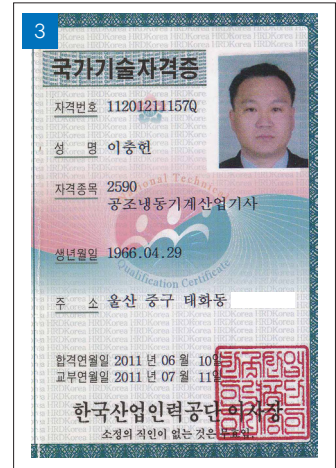 3
국가기술자격증
자격번호 11201211157Q
성 명 이충헌
자격종목 2590
공조냉동기계산업기사
National Technical
Qualification Certificate
생년월일 1966.04.29
주 소 울산 중구 태화동
합격연월일 2011 년 06 월 10일
교부연월일 2011 년 07 월 11일
한국산업인력공단 이사장
소정의 직인이 없는 것은 무효임